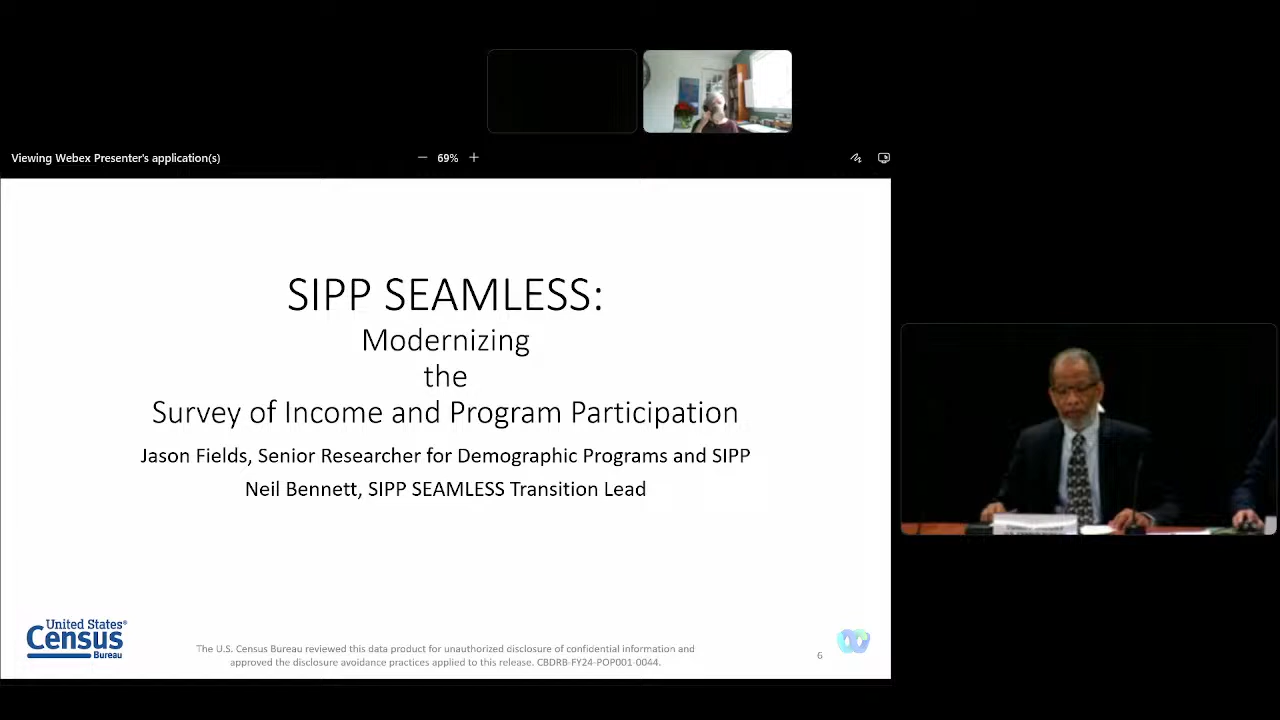 Viewing Webex Presenter's application(s)
69%
SIPP SEAMLESS:
Modernizing
the
Survey of Income and Program Participation
Jason Fields, Senior Researcher for Demographic Programs and SIPP
Neil Bennett, SIPP SEAMLESS Transition Lead
United States®
Census
Bureau
The U.S. Census Bureau reviewed this data product for unauthorized disclosure of confidential information and
approved the disclosure avoidance practices applied to this release. CBDRB-FY24-POP001-0044.
6